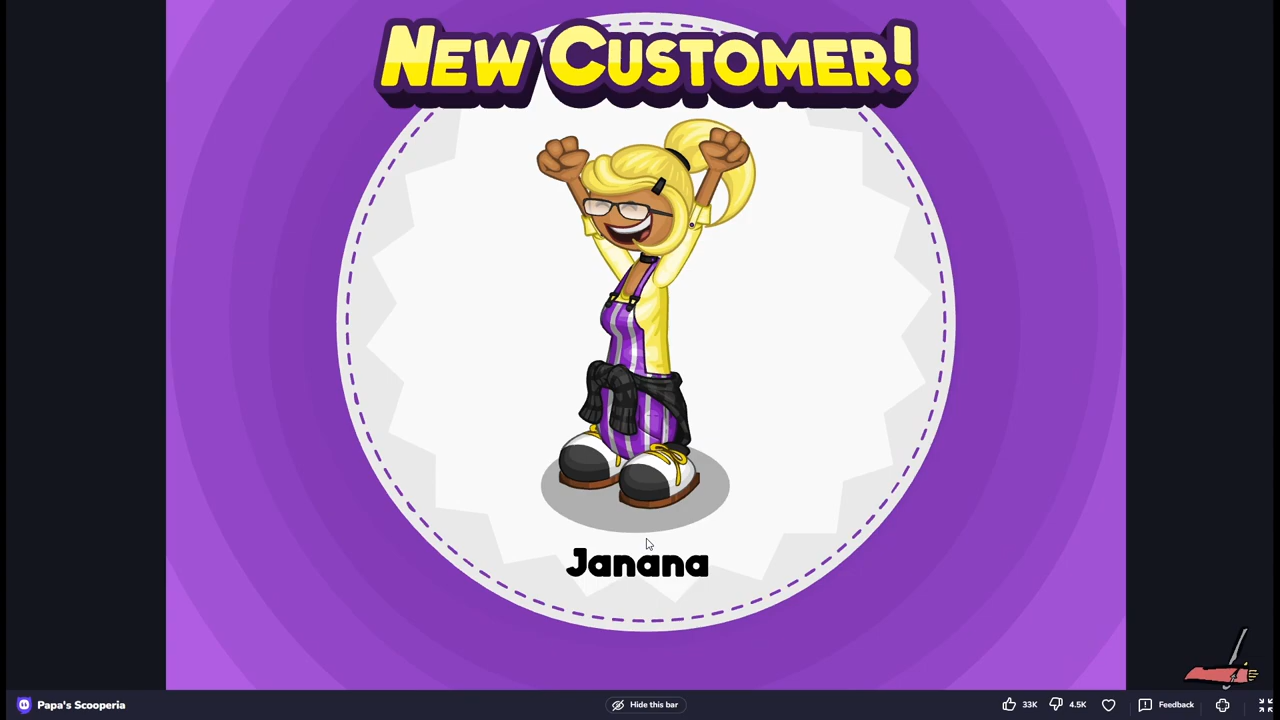 New Customer!
Janana
Papa's Scooperia
Hide this bar
33K
4.5K
Feedback